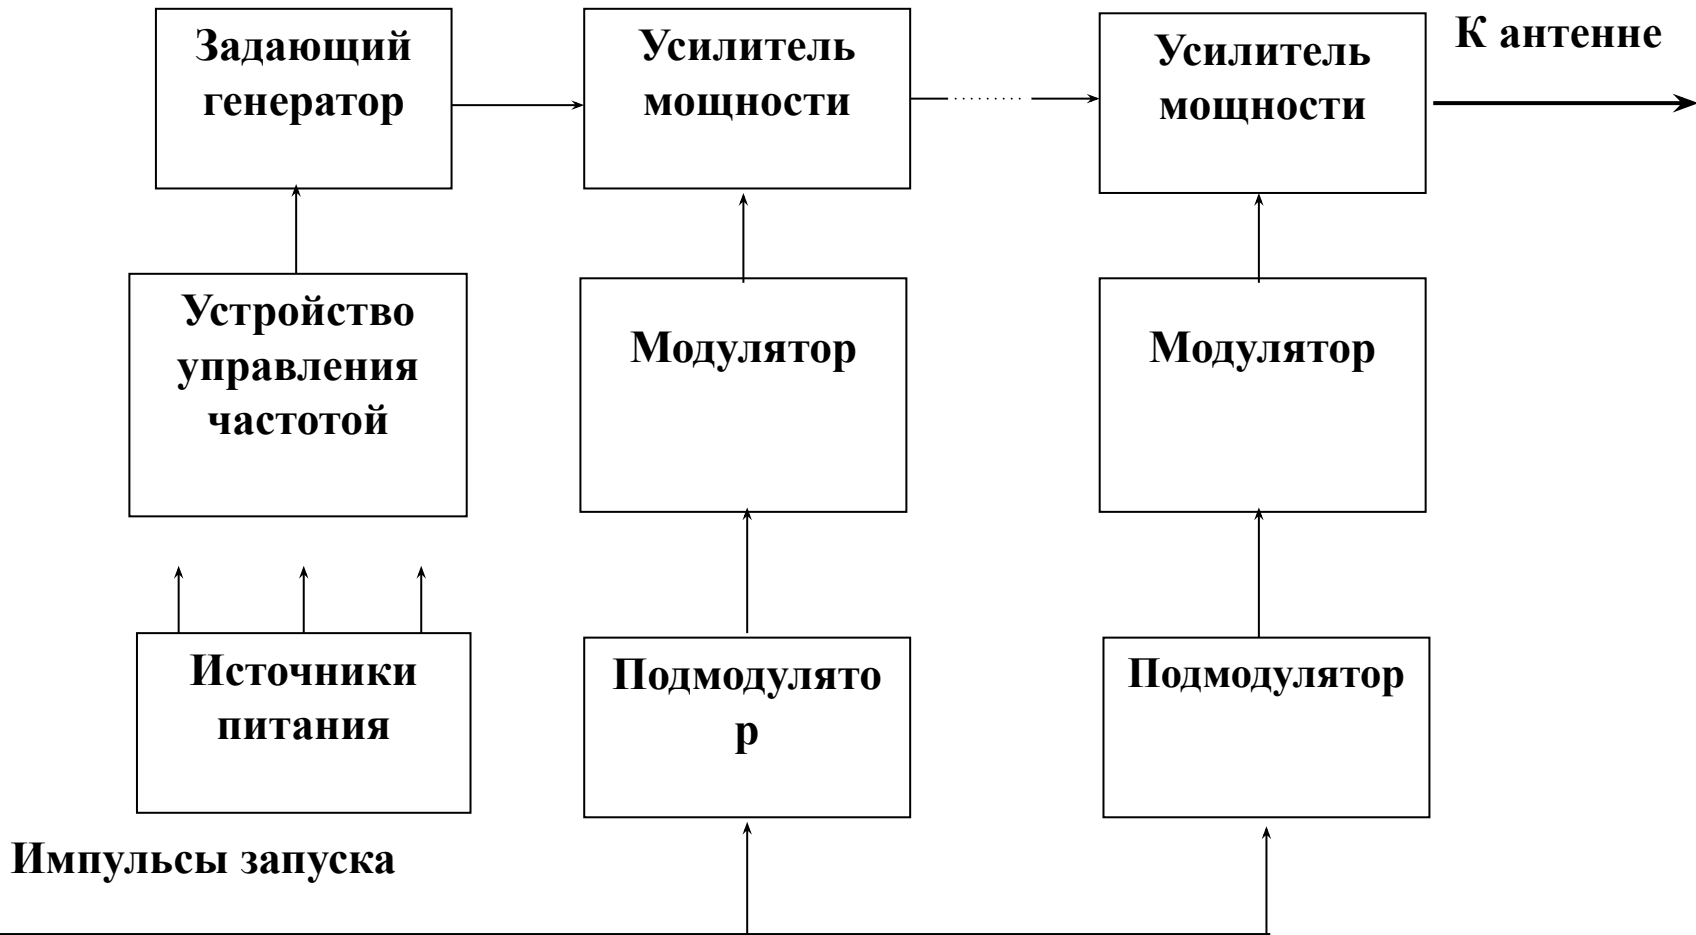 Задающий
генератор
Усилитель
мощности
Усилитель
мощности
К антенне
Устройство
управления
частотой
Модулятор
Модулятор
Источники
питания
Подмодулято
р
Подмодулятор
Импульсы запуска